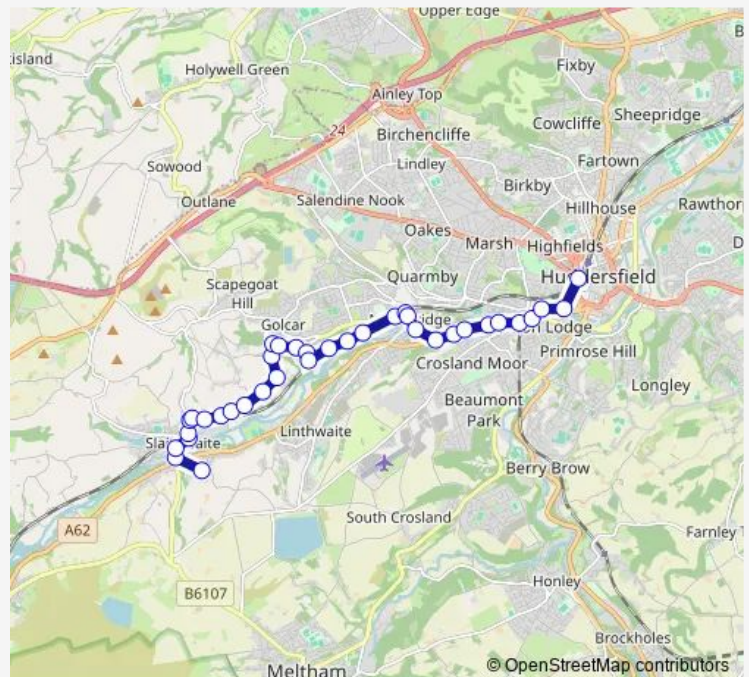 Upper Edge
island
Holywell Green
Fixby
Ainley Top
Sheepridge
24
Birchencliffe
Cowcliffe
Sowood
Lindley
Fartown
Birkby
Outlane
Salendine Nook
Hillhouse
Rawthor
Oakes
Marsh
Highfields
Scapegoat
Hill
Quarmby
Golcar
Lodge
Primrose Hill
Crosland Moor
Longley
Beaumont
Park
Linthwaite
Berry Brow
A62
South Crosland
Farnley T
B6107
Honley
Brockholes
Meltham
© OpenStreetMap contributors